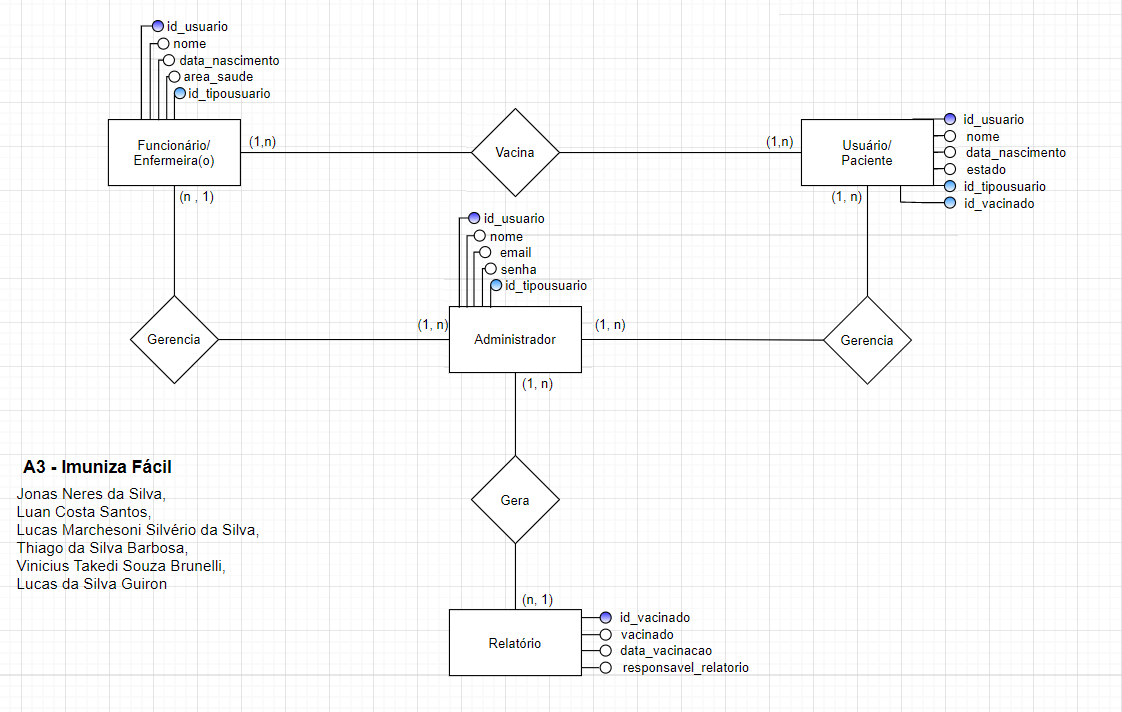 id_usuario
nome
data_nascimento
area_saude
id_tipousuario
Funcionário/
Enfermeira(o)
(1,n)
(n , 1)
Vacina
(1,n)
Usuário/
Paciente
(1, n)
id_usuario
nome
data_nascimento
estado
id_tipousuario
id_vacinado
id_usuario
nome
email
senha
id_tipousuario
Gerencia
(1, n)
Administrador
(1, n)
(1, n)
Gerencia
A3 - Imuniza Fácil
Jonas Neres da Silva,
Luan Costa Santos,
Lucas Marchesoni Silvério da Silva,
Thiago da Silva Barbosa,
Vinicius Takedi Souza Brunelli,
Lucas da Silva Guiron
Gera
(n, 1)
Relatório
id_vacinado
vacinado
data_vacinacao
responsavel_relatorio